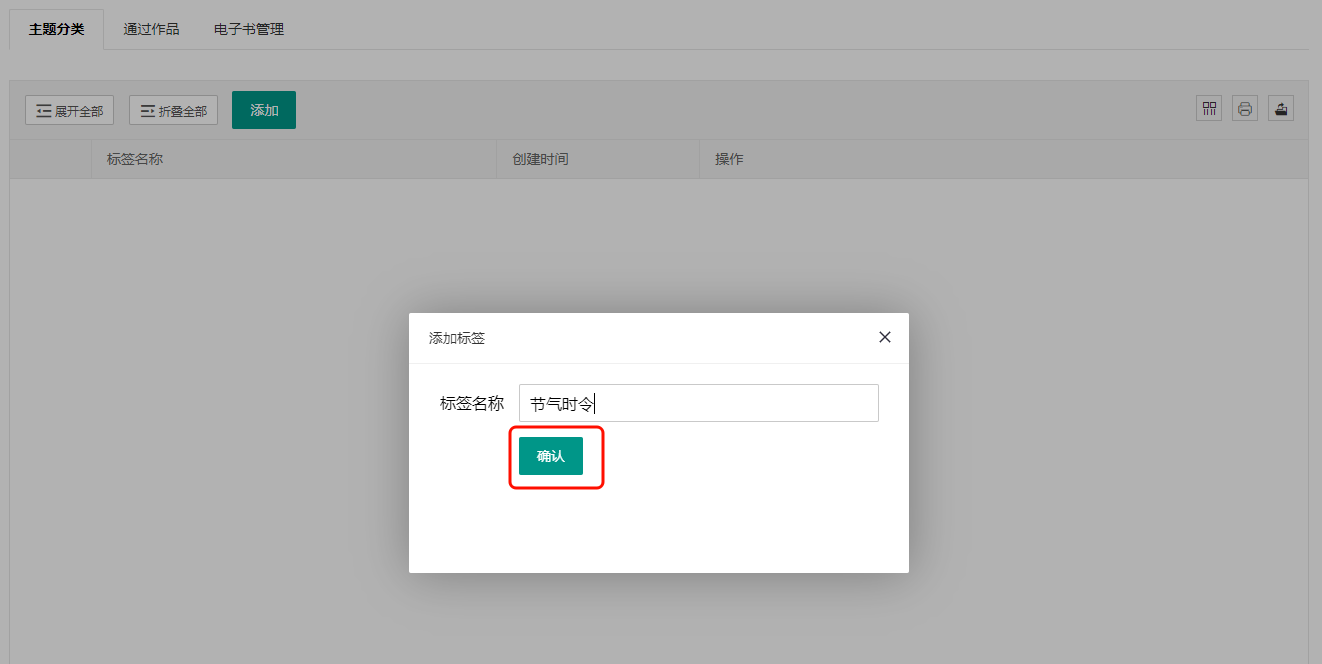 主题分类 通过作品 电子书管理
展开全部 折叠全部 添加
标签名称 创建时间 操作
添加标签
标签名称 节气时令
确认